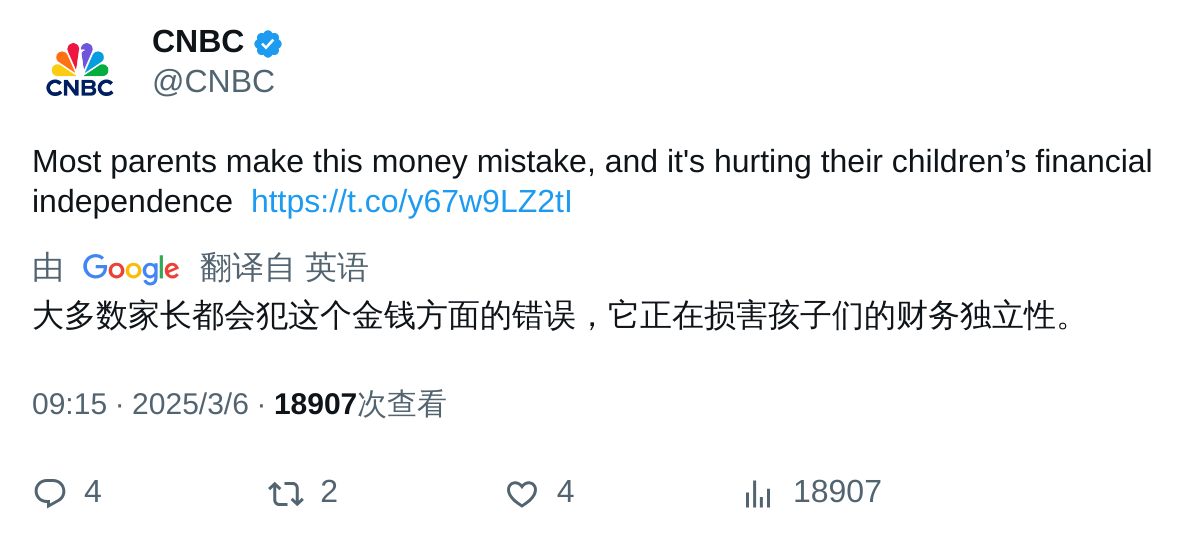 CNBC
CNBC
@CNBC
Most parents make this money mistake, and it's hurting their children’s financial
independence https://t.co/y67w9LZ2tI
由 Google 翻译自 英语
大多数家长都会犯这个金钱方面的错误，它正在损害孩子们的财务独立性。
09:15 · 2025/3/6 · 18907次查看
4 2 4 18907